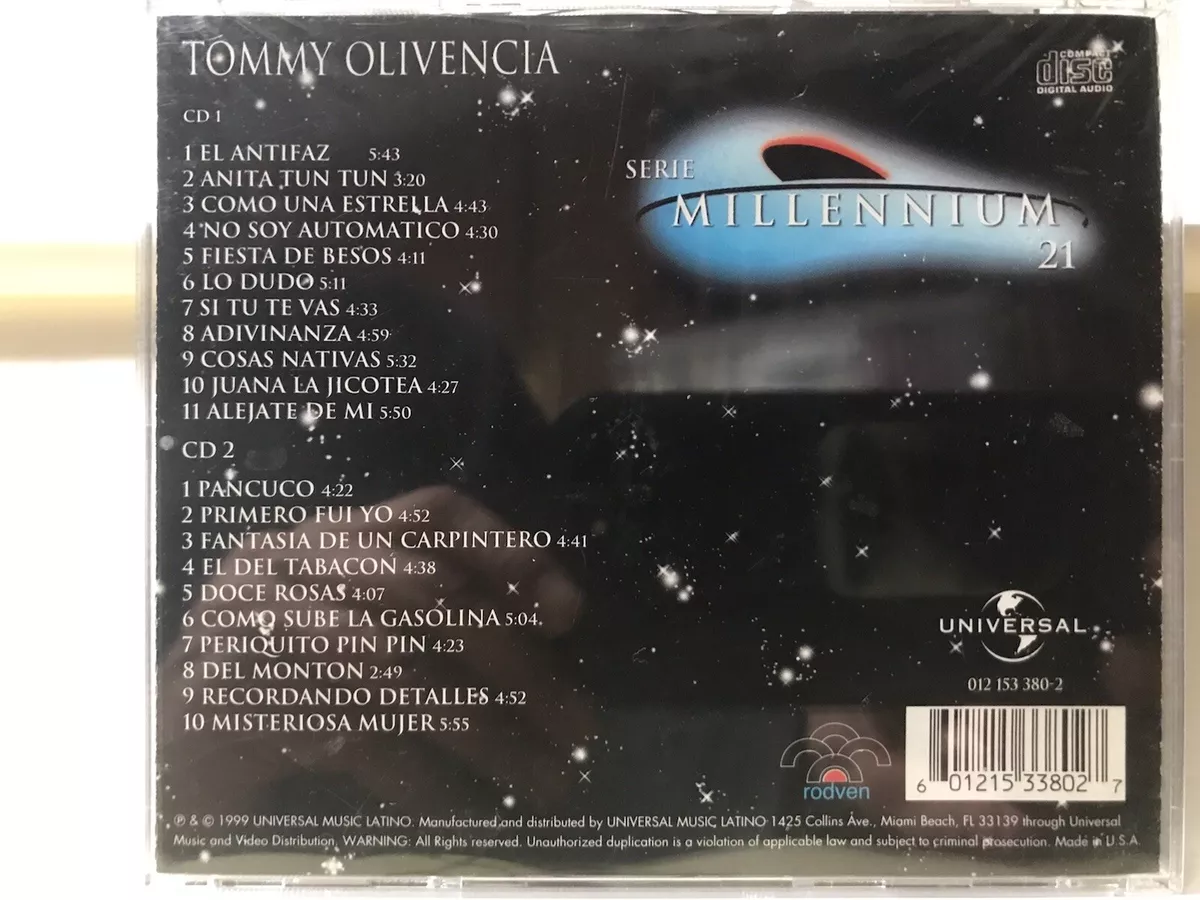 TOMMY OLIVENCIA
COMPACT
disc
DIGITAL AUDIO
CD 1
1 EL ANTIFAZ 5:43
2 ANITA TUN TUN 3:20
3 COMO UNA ESTRELLA 4:43
4 NO SOY AUTOMATICO 4:30
5 FIESTA DE BESOS 4:11
6 LO DUDO 5:11
7 SI TU TE VAS 4:33
8 ADIVINANZA 4:59
9 COSAS NATIVAS 5:32
10 JUANA LA JICOTEA 4:27
11 ALEJATE DE MI 5:50
SERIE
MILLENNIUM
21
CD 2
1 PANCUCO 4:22
2 PRIMERO FUI YO 4:52
3 FANTASIA DE UN CARPINTERO 4:41
4 EL DEL TABACON 4:38
5 DOCE ROSAS 4:07
6 COMO SUBE LA GASOLINA 5:04
7 PERIQUITO PIN PIN 4:23
8 DEL MONTON 2:49
9 RECORDANDO DETALLES 4:52
10 MISTERIOSA MUJER 5:55
UNIVERSAL
012 153 380-2
rodven
6 01215 33802 7
℗ & © 1999 UNIVERSAL MUSIC LATINO. Manufactured and distributed by UNIVERSAL MUSIC LATINO 1425 Collins Ave., Miami Beach, FL 33139 through Universal
Music and Video Distribution, WARNING: All Rights reserved. Unauthorized duplication is a violation of applicable law and subject to criminal prosecution. Made in U.S.A.